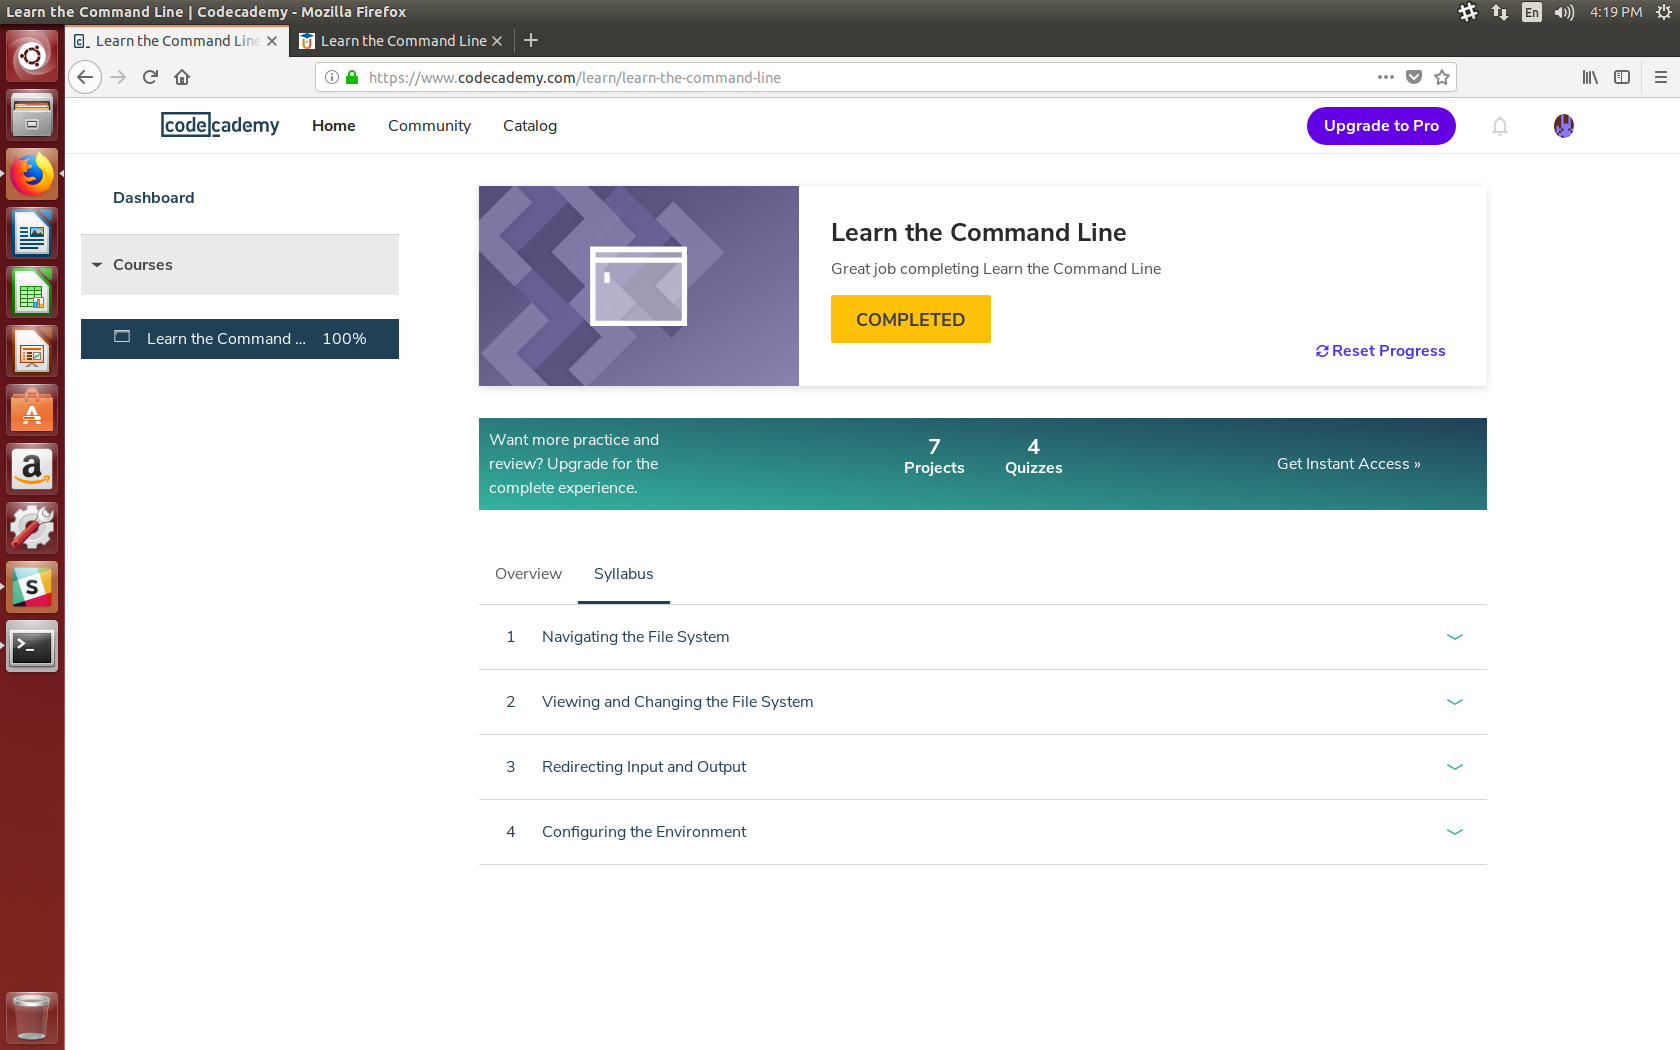 Learn the Command Line | Codecademy - Mozilla Firefox
En
4:19 PM
Learn the Command Line
Learn the Command Line
https://www.codecademy.com/learn/learn-the-command-line
codecademy
Home
Community
Catalog
Upgrade to Pro
Dashboard
Courses
Learn the Command ...
100%
Learn the Command Line
Great job completing Learn the Command Line
COMPLETED
Reset Progress
Want more practice and
review? Upgrade for the
complete experience.
7
Projects
4
Quizzes
Get Instant Access »
Overview
Syllabus
1 Navigating the File System
2 Viewing and Changing the File System
3 Redirecting Input and Output
4 Configuring the Environment